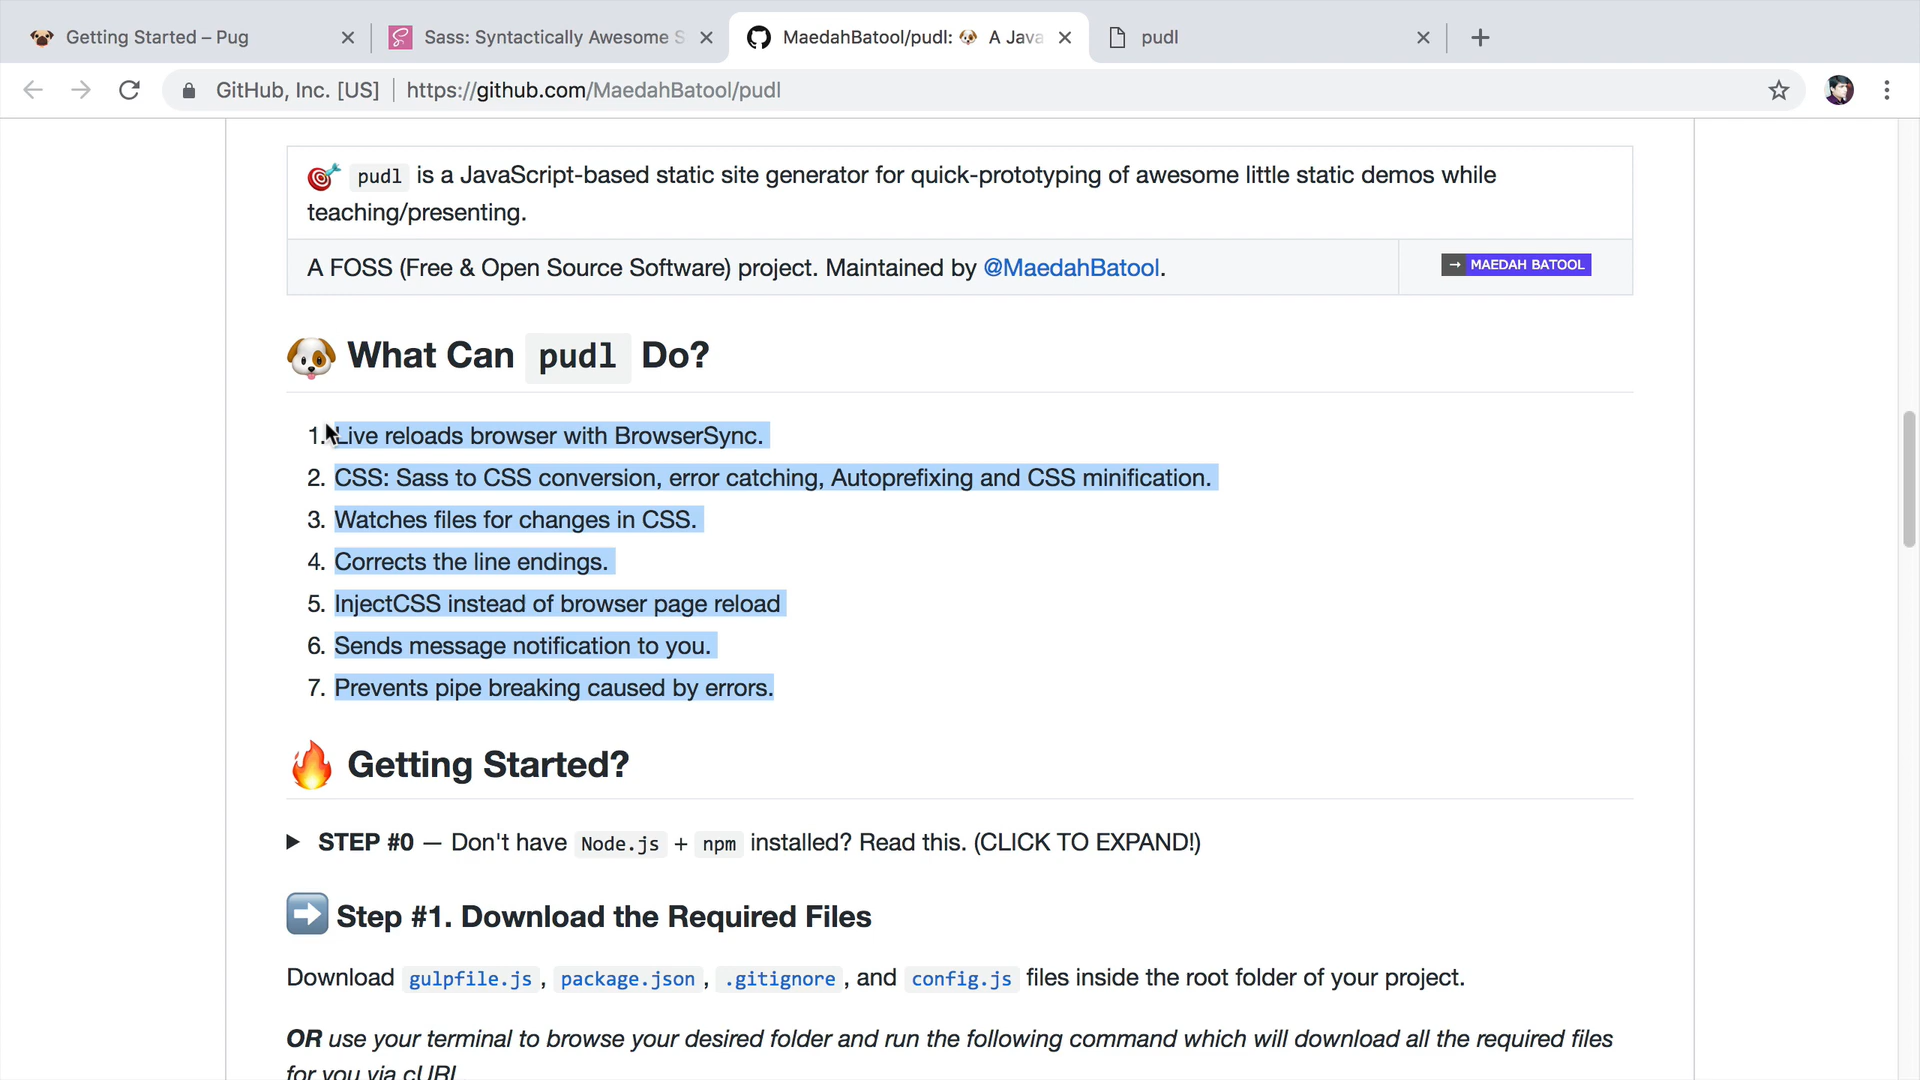 Getting Started – Pug
Sass: Syntactically Awesome S
MaedahBatool/pudl: 🐶 A Java
pudl
GitHub, Inc. [US] https://github.com/MaedahBatool/pudl
pudl is a JavaScript-based static site generator for quick-prototyping of awesome little static demos while
teaching/presenting.
A FOSS (Free & Open Source Software) project. Maintained by @MaedahBatool.
→ MAEDAH BATOOL
What Can pudl Do?
1. Live reloads browser with BrowserSync.
2. CSS: Sass to CSS conversion, error catching, Autoprefixing and CSS minification.
3. Watches files for changes in CSS.
4. Corrects the line endings.
5. InjectCSS instead of browser page reload
6. Sends message notification to you.
7. Prevents pipe breaking caused by errors.
Getting Started?
STEP #0 — Don't have Node.js + npm installed? Read this. (CLICK TO EXPAND!)
Step #1. Download the Required Files
Download gulpfile.js, package.json, .gitignore, and config.js files inside the root folder of your project.
OR use your terminal to browse your desired folder and run the following command which will download all the required files
for you via cURL